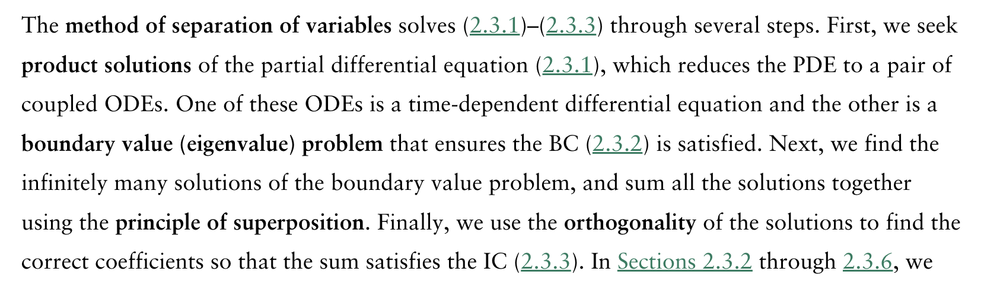 The method of separation of variables solves (2.3.1)–(2.3.3) through several steps. First, we seek
product solutions of the partial differential equation (2.3.1), which reduces the PDE to a pair of
coupled ODEs. One of these ODEs is a time-dependent differential equation and the other is a
boundary value (eigenvalue) problem that ensures the BC (2.3.2) is satisfied. Next, we find the
infinitely many solutions of the boundary value problem, and sum all the solutions together
using the principle of superposition. Finally, we use the orthogonality of the solutions to find the
correct coefficients so that the sum satisfies the IC (2.3.3). In Sections 2.3.2 through 2.3.6, we